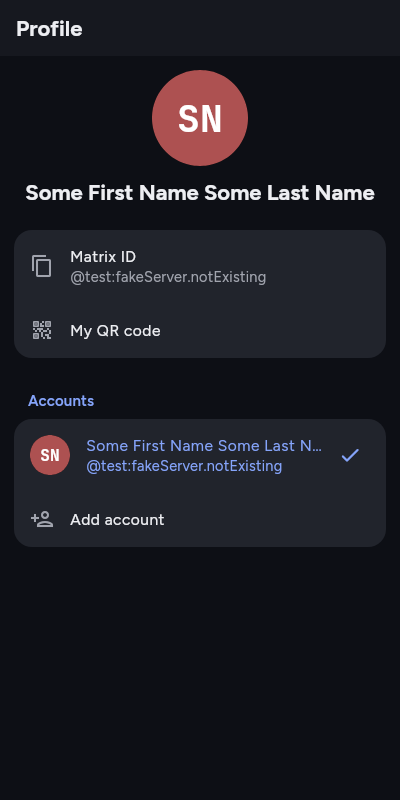 Profile
SN
Some First Name Some Last Name
Matrix ID
@test:fakeServer.notExisting
My QR code
Accounts
SN
Some First Name Some Last N...
@test:fakeServer.notExisting
Add account